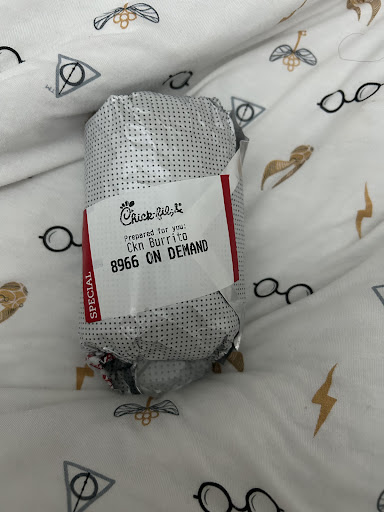 Chick-fil-A
Prepared for you:
Ckn Burrito
8966 ON DEMAND
SPECIAL